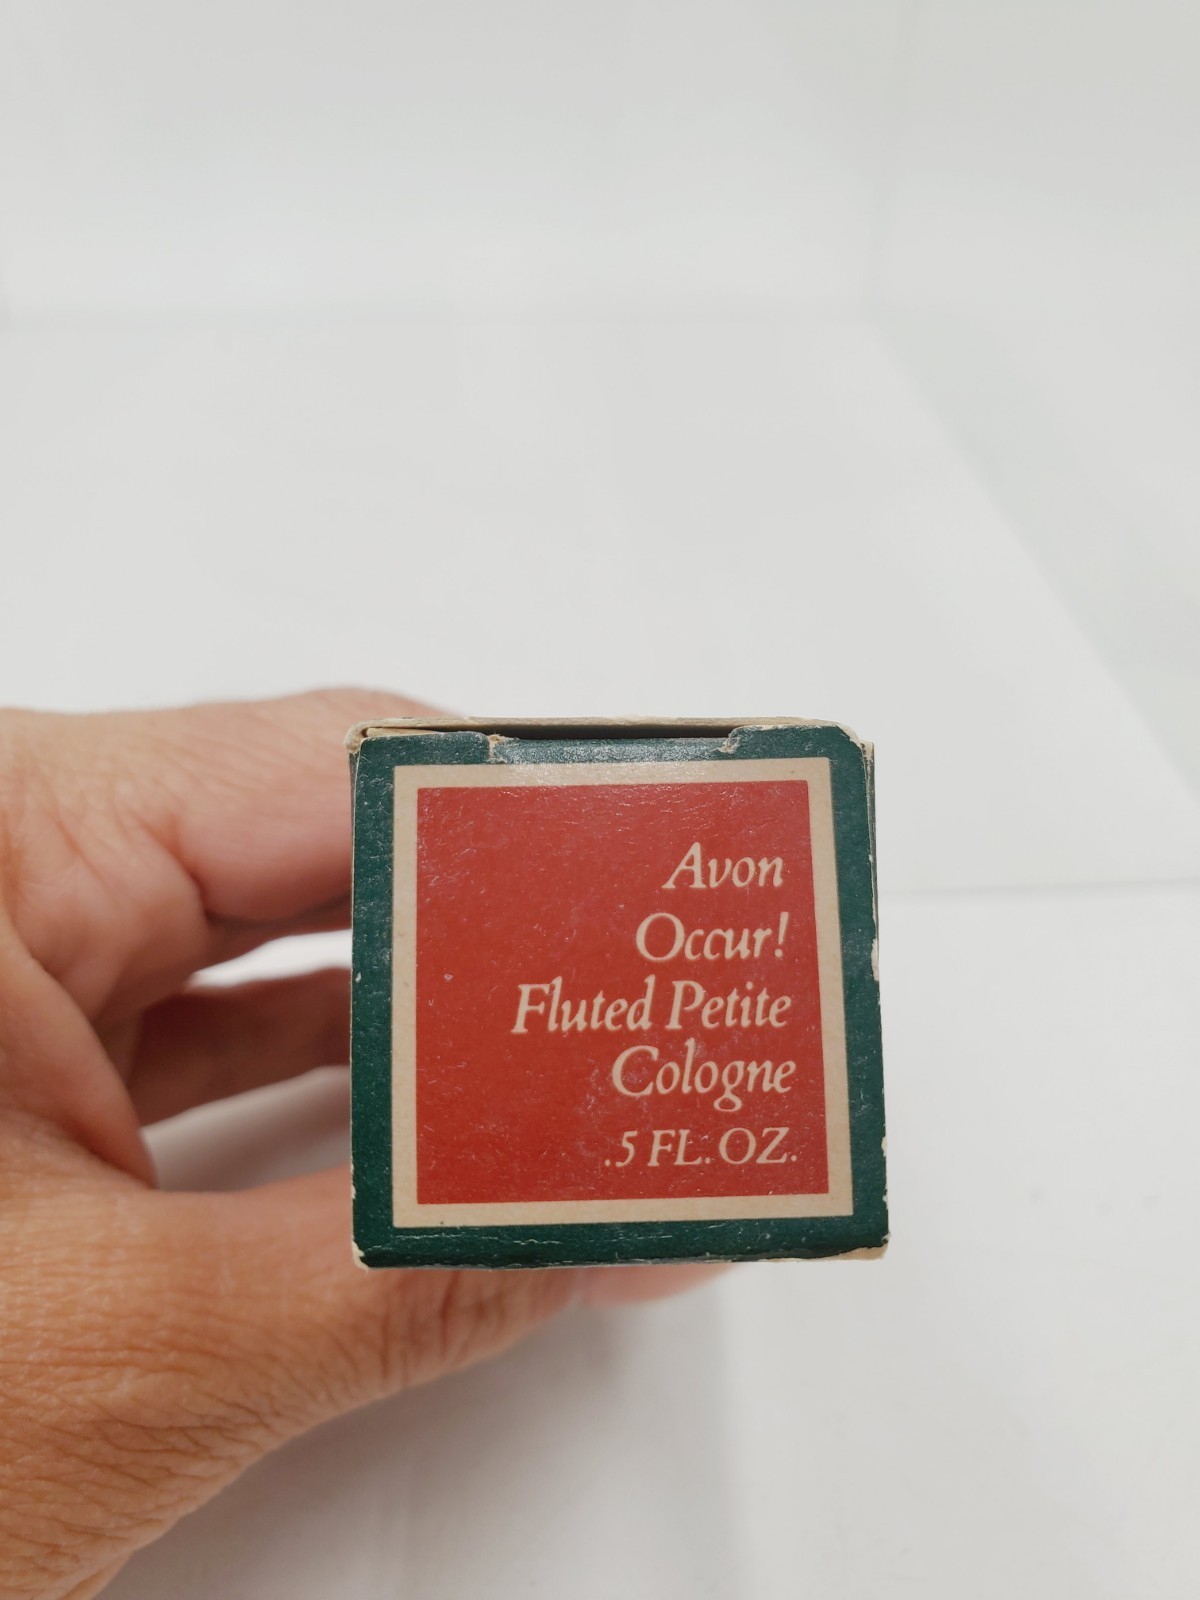 Avon
Occur!
Fluted Petite
Cologne
.5 FL. OZ.